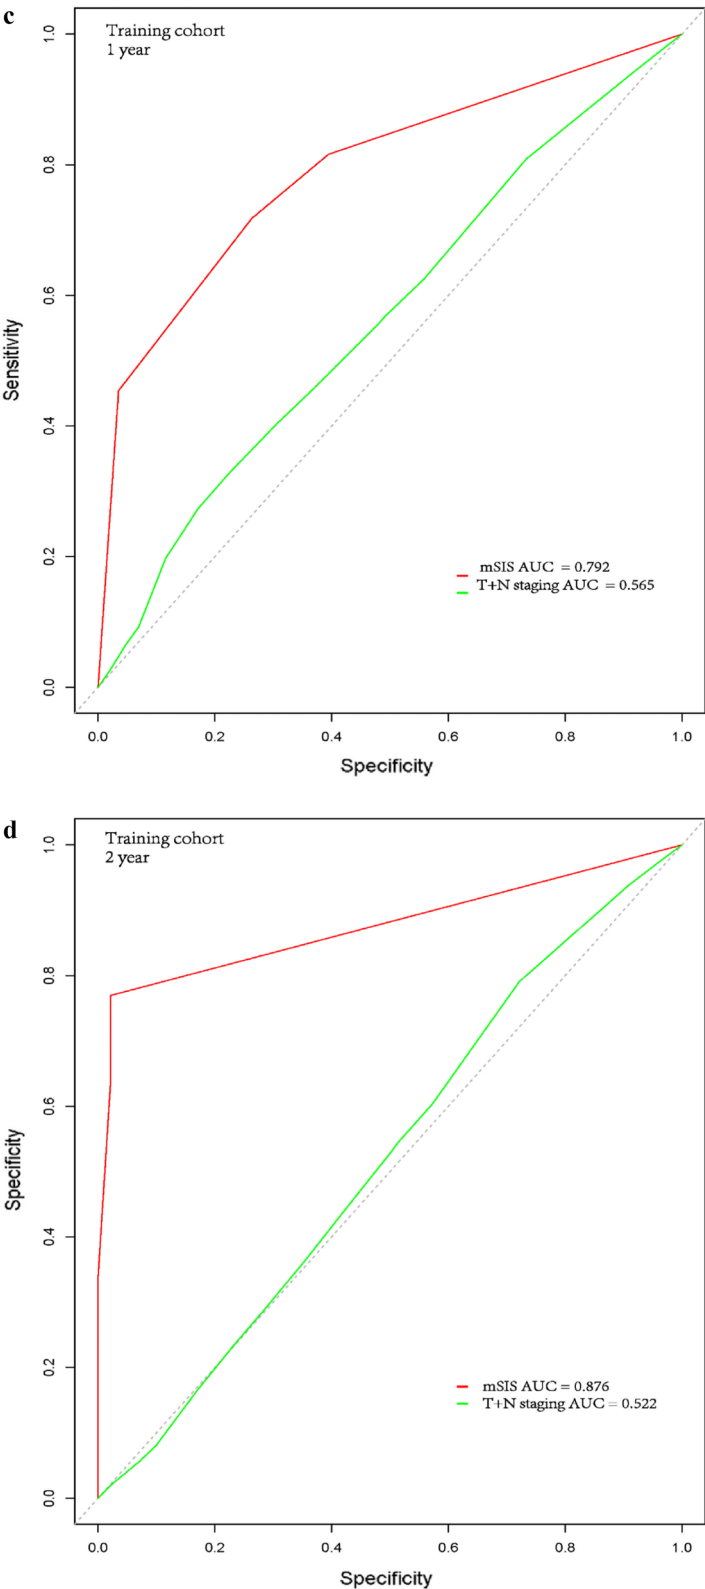 c
Training cohort
1 year
1.0
0.8
0.6
0.4
0.2
0.0
Sensitivity
mSIS AUC = 0.792
T+N staging AUC = 0.565
0.0 0.2 0.4 0.6 0.8 1.0
Specificity
d
Training cohort
2 year
1.0
0.8
0.6
0.4
0.2
0.0
Specificity
mSIS AUC = 0.876
T+N staging AUC = 0.522
0.0 0.2 0.4 0.6 0.8 1.0
Specificity